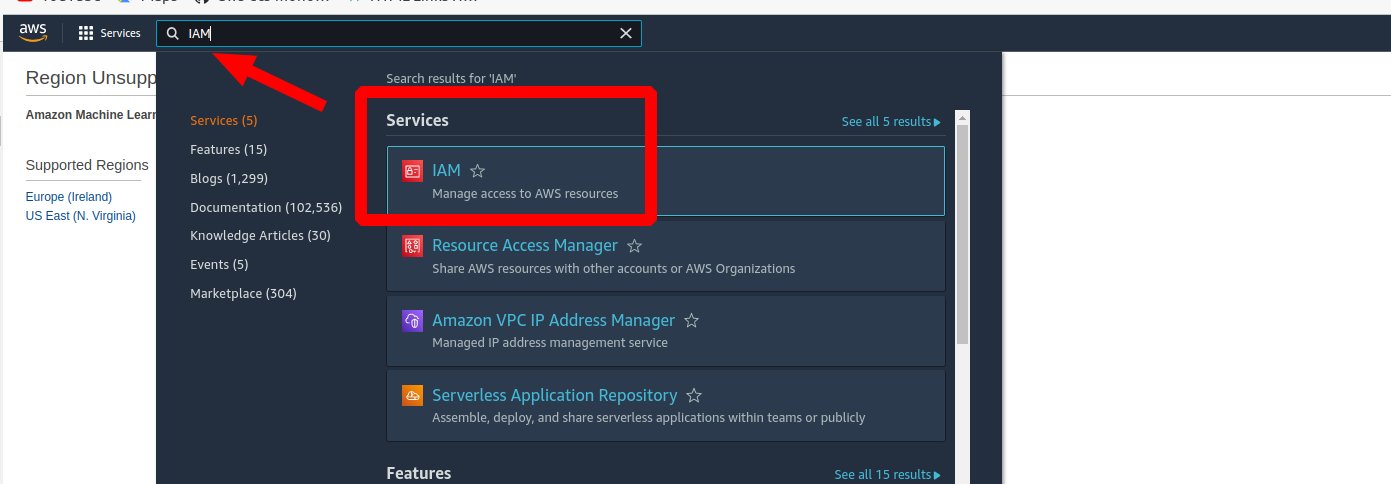 aws
Services
IAM
Region Unsupp
Amazon Machine Lear
Supported Regions
Europe (Ireland)
US East (N. Virginia)
Search results for 'IAM'
Services (5)
Features (15)
Blogs (1,299)
Documentation (102,536)
Knowledge Articles (30)
Events (5)
Marketplace (304)
Services
See all 5 results
IAM
Manage access to AWS resources
Resource Access Manager
Share AWS resources with other accounts or AWS Organizations
Amazon VPC IP Address Manager
Managed IP address management service
Serverless Application Repository
Assemble, deploy, and share serverless applications within teams or publicly
Features
See all 15 results